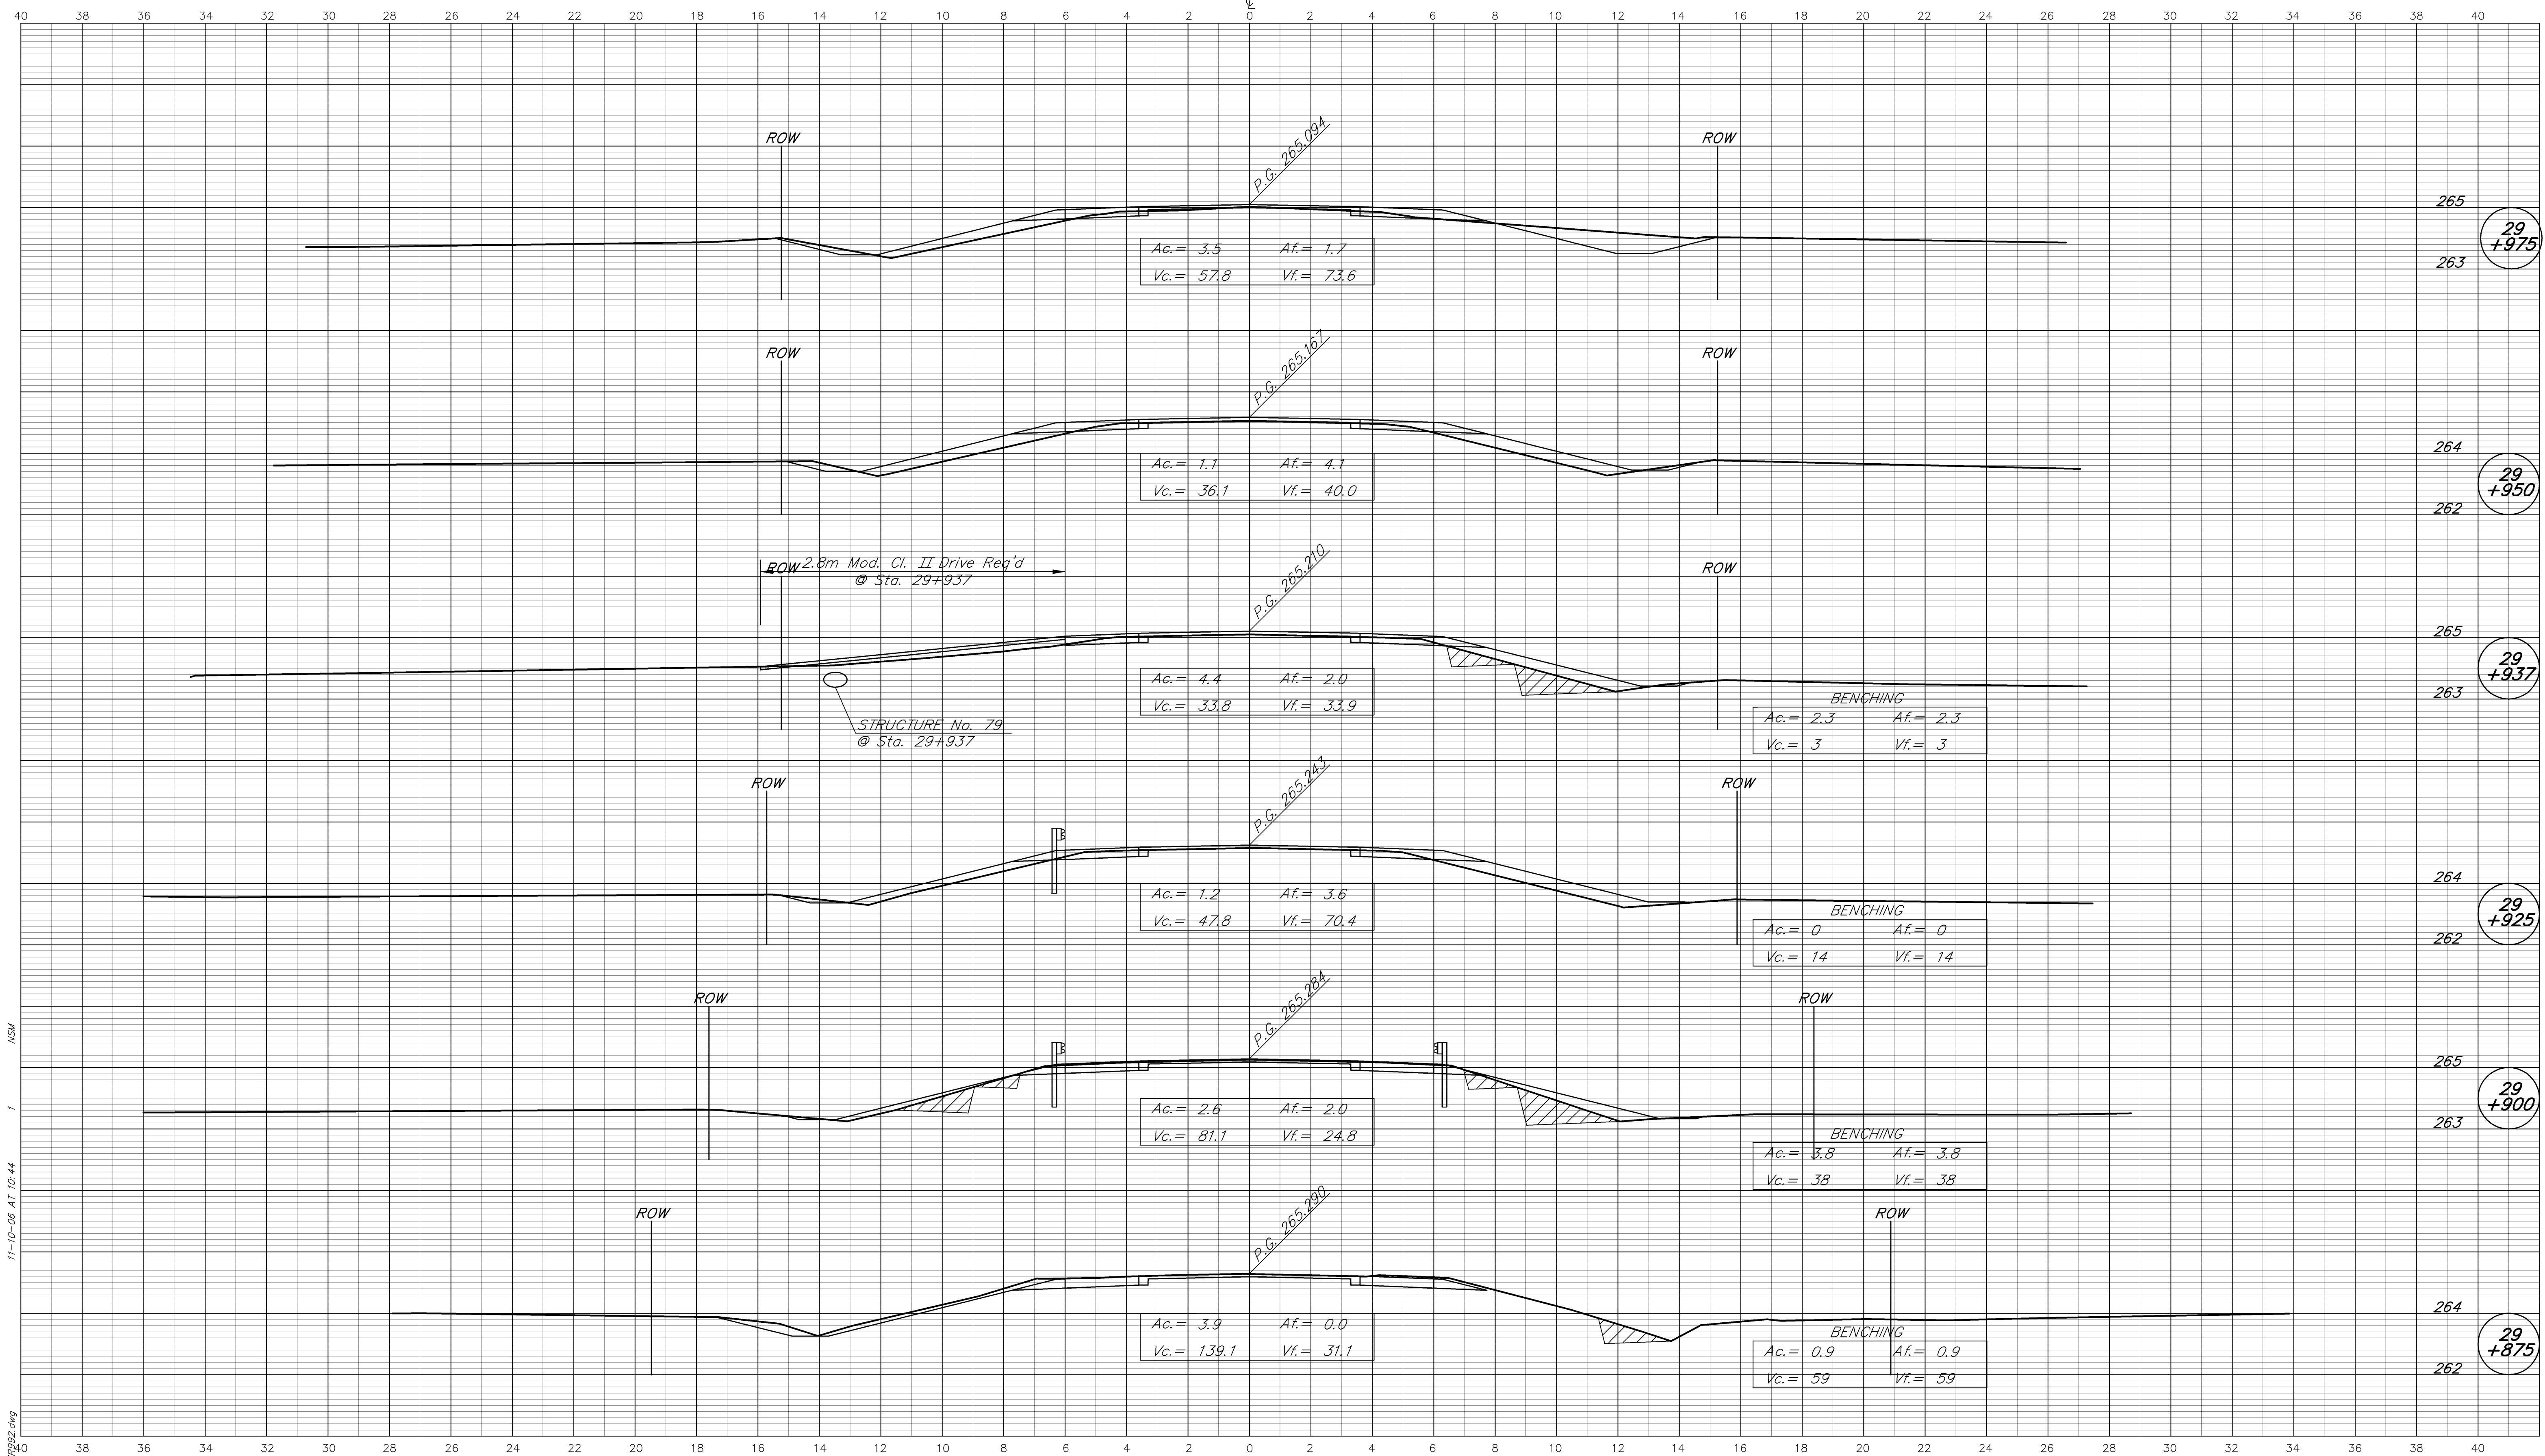 40 38 36 34 32 30 28 26 24 22 20 18 16 14 12 10 8 6 4 2 0 2 4 6 8 10 12 14 16 18 20 22 24 26 28 30 32 34 36 38 40
ROW
P.G. 265.094
ROW
265
29
+975
263
Ac.= 3.5 Af.= 1.7
Vc.= 57.8 Vf.= 73.6
ROW
P.G. 265.167
ROW
264
29
+950
262
Ac.= 1.1 Af.= 4.1
Vc.= 36.1 Vf.= 40.0
ROW
2.8m Mod. Cl. II Drive Req'd
@ Sta. 29+937
P.G. 265.210
ROW
265
29
+937
263
Ac.= 4.4 Af.= 2.0
Vc.= 33.8 Vf.= 33.9
STRUCTURE No. 79
@ Sta. 29+937
BENCHING
Ac.= 2.3 Af.= 2.3
Vc.= 3 Vf.= 3
ROW
P.G. 265.243
ROW
264
29
+925
262
Ac.= 1.2 Af.= 3.6
Vc.= 47.8 Vf.= 70.4
BENCHING
Ac.= 0 Af.= 0
Vc.= 14 Vf.= 14
ROW
P.G. 265.284
ROW
265
29
+900
263
Ac.= 2.6 Af.= 2.0
Vc.= 81.1 Vf.= 24.8
BENCHING
Ac.= 3.8 Af.= 3.8
Vc.= 38 Vf.= 38
ROW
P.G. 265.290
ROW
264
29
+875
262
Ac.= 3.9 Af.= 0.0
Vc.= 139.1 Vf.= 31.1
BENCHING
Ac.= 0.9 Af.= 0.9
Vc.= 59 Vf.= 59
40 38 36 34 32 30 28 26 24 22 20 18 16 14 12 10 8 6 4 2 0 2 4 6 8 10 12 14 16 18 20 22 24 26 28 30 32 34 36 38 40
11-10-06 AT 10:44 1 NSM